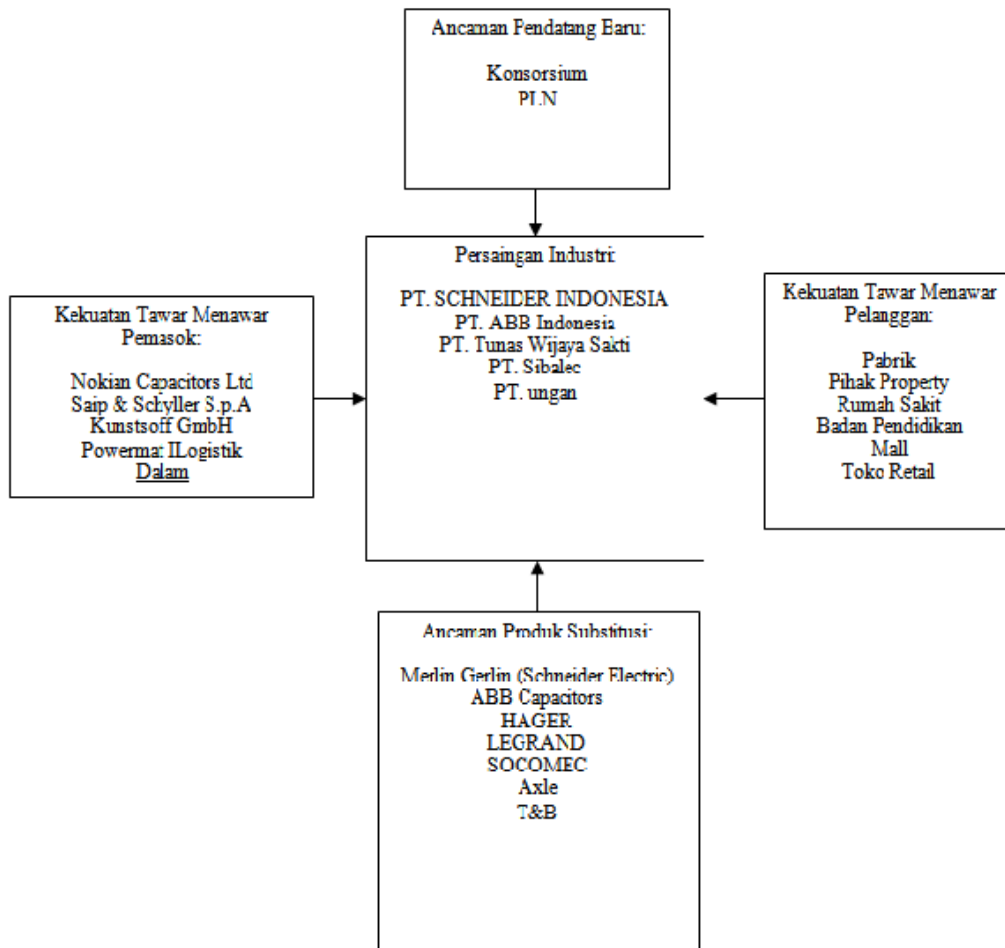 Ancaman Pendatang Baru:
Konsorsium
PLN
Persaingan Industri:
PT. SCHNEIDER INDONESIA
PT. ABB Indonesia
PT. Tunas Wijaya Sakti
PT. Sibalec
PT. ungan
Kekuatan Tawar Menawar
Pemasok:
Nokian Capacitors Ltd
Saip & Schyller S.p.A
Kunstsoff GmbH
Powermat ILogistik
Dalam
Kekuatan Tawar Menawar
Pelanggan:
Pabrik
Pihak Property
Rumah Sakit
Badan Pendidikan
Mall
Toko Retail
Ancaman Produk Substitusi:
Merlin Gerlin (Schneider Electric)
ABB Capacitors
HAGER
LEGRAND
SOCOMEC
Axle
T&B